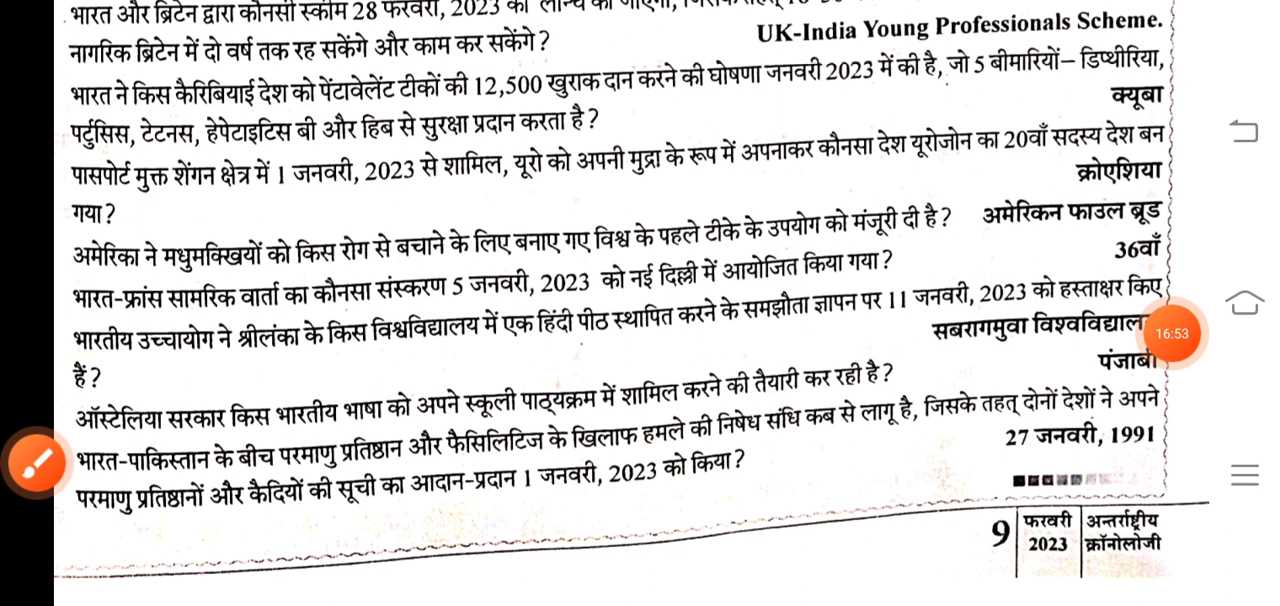 भारत और ब्रिटेन द्वारा कौनसी स्कीम 28 फरवरी, 2023 को लॉन्च की जाएगी,
नागरिक ब्रिटेन में दो वर्ष तक रह सकेंगे और काम कर सकेंगे? UK-India Young Professionals Scheme.
भारत ने किस कैरिबियाई देश को पेंटावेलेंट टीकों की 12,500 खुराक दान करने की घोषणा जनवरी 2023 में की है, जो 5 बीमारियों– डिप्थीरिया,
पर्टुसिस, टेटनस, हेपेटाइटिस बी और हिब से सुरक्षा प्रदान करता है? क्यूबा
पासपोर्ट मुक्त शेंगन क्षेत्र में 1 जनवरी, 2023 से शामिल, यूरो को अपनी मुद्रा के रूप में अपनाकर कौनसा देश यूरोजोन का 20वाँ सदस्य देश बन
गया? क्रोएशिया
अमेरिका ने मधुमक्खियों को किस रोग से बचाने के लिए बनाए गए विश्व के पहले टीके के उपयोग को मंजूरी दी है? अमेरिकन फाउल ब्रूड
भारत-फ्रांस सामरिक वार्ता का कौनसा संस्करण 5 जनवरी, 2023 को नई दिल्ली में आयोजित किया गया? 36वाँ
भारतीय उच्चायोग ने श्रीलंका के किस विश्वविद्यालय में एक हिंदी पीठ स्थापित करने के समझौता ज्ञापन पर 11 जनवरी, 2023 को हस्ताक्षर किए
हैं? सबरागमुवा
16:53
ऑस्टेलिया सरकार किस भारतीय भाषा को अपने स्कूली पाठ्यक्रम में शामिल करने की तैयारी कर रही है? पंजाबी
भारत-पाकिस्तान के बीच परमाणु प्रतिष्ठान और फैसिलिटिज के खिलाफ हमले की निषेध संधि कब से लागू है, जिसके तहत् दोनों देशों ने अपने
परमाणु प्रतिष्ठानों और कैदियों की सूची का आदान-प्रदान 1 जनवरी, 2023 को किया? 27 जनवरी, 1991
9 फरवरी 2023 अन्तर्राष्ट्रीय क्रॉनोलोजी